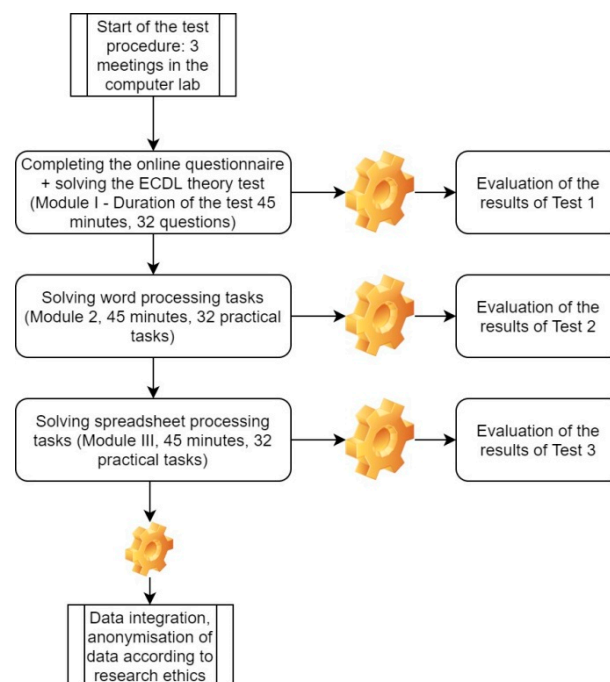 Start of the test
procedure: 3
meetings in the
computer lab
Completing the online questionnaire
+ solving the ECDL theory test
(Module I - Duration of the test 45
minutes, 32 questions)
Evaluation of the
results of Test 1
Solving word processing tasks
(Module 2, 45 minutes, 32 practical
tasks)
Evaluation of the
results of Test 2
Solving spreadsheet processing
tasks (Module III, 45 minutes, 32
practical tasks)
Evaluation of the
results of Test 3
Data integration,
anonymisation of
data according to
research ethics